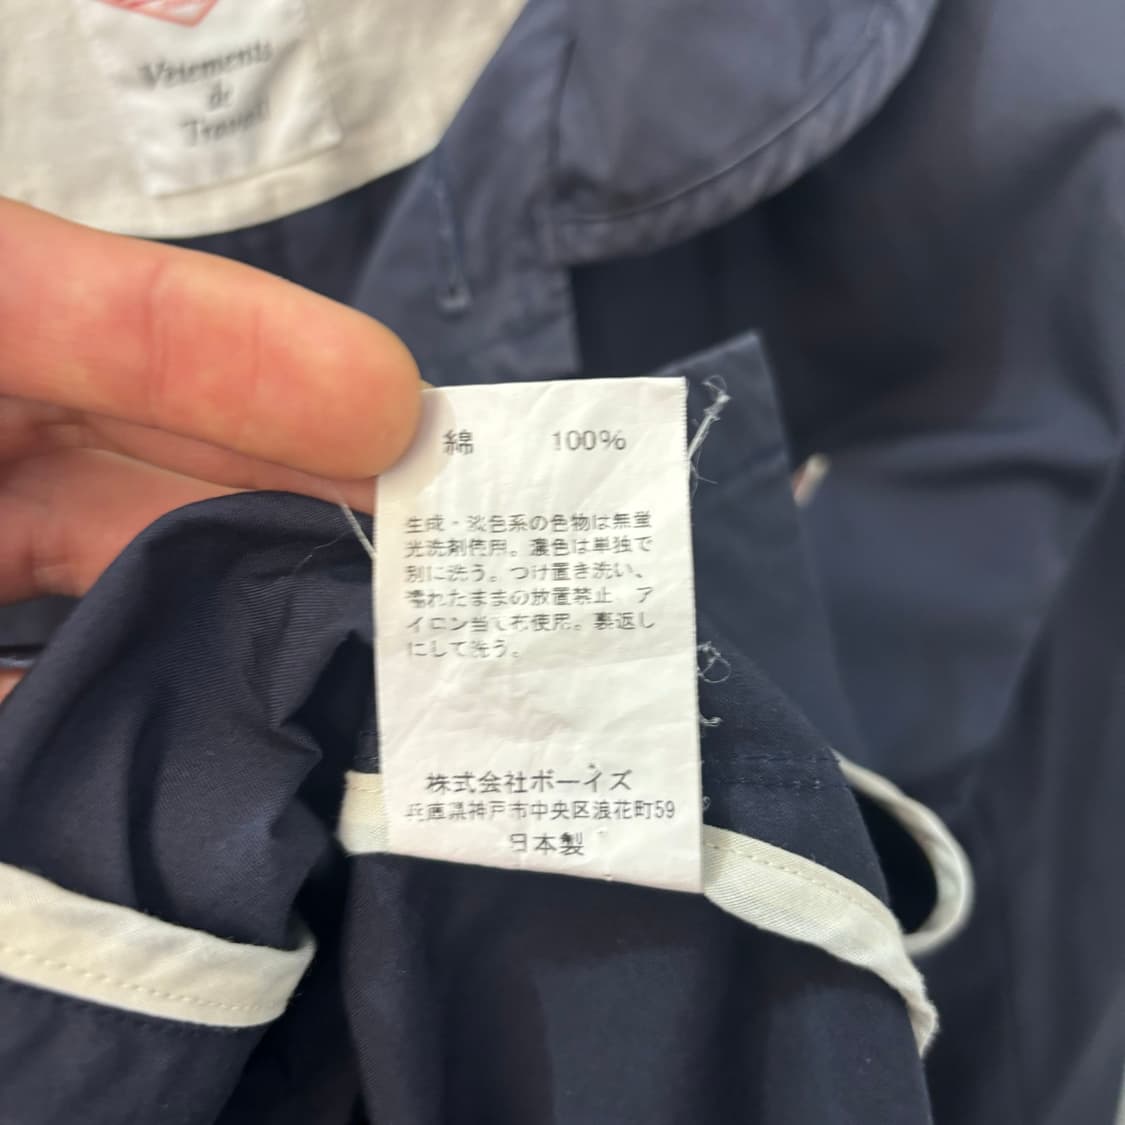 Vetements
de
Travail
綿 100%
生成・淡色系の色物は無蛍
光洗剤使用。濃色は単独で
別に洗う。つけ置き洗い、
濡れたままの放置禁止。ア
イロン当て布使用。裏返し
にして洗う。
株式会社ボーイズ
兵庫県神戸市中央区浪花町59
日本製